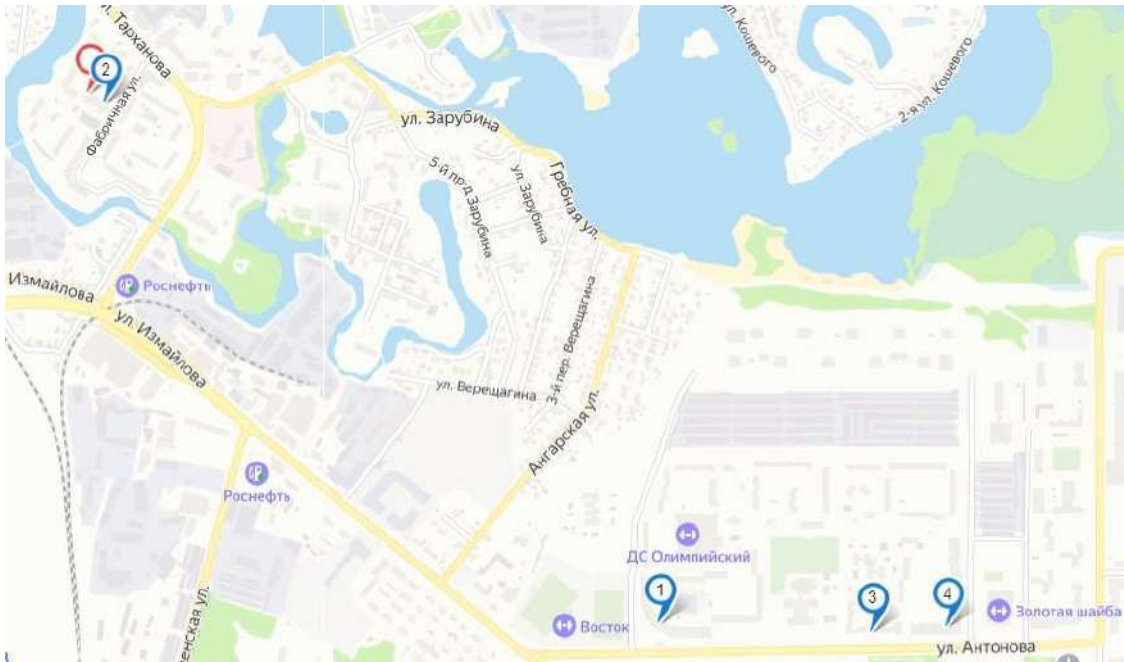 л. Тарханова
2
Фабричная ул.
ул. Кошевого
2-я ул. Кошевого
ул. Зарубина
5-й пр-д Зарубина
ул. Зарубина
Гребная ул.
Измайлова
Роснефть
ул. Измайлова
3-й пер. Верещагина
ул. Верещагина
Ангарская ул.
Роснефть
ДС Олимпийский
1
3
4
Золотая шайба
Восток
енская ул.
ул. Антонова